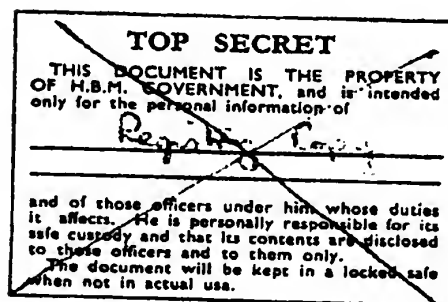 TOP SECRET
THIS DOCUMENT IS THE PROPERTY
OF H.B.M. GOVERNMENT, and is intended
only for the personal information of
Registry Copy
and of those officers under him whose duties
it affects. He is personally responsible for its
safe custody and that its contents are disclosed
to those officers and to them only.
The document will be kept in a locked safe
when not in actual use.